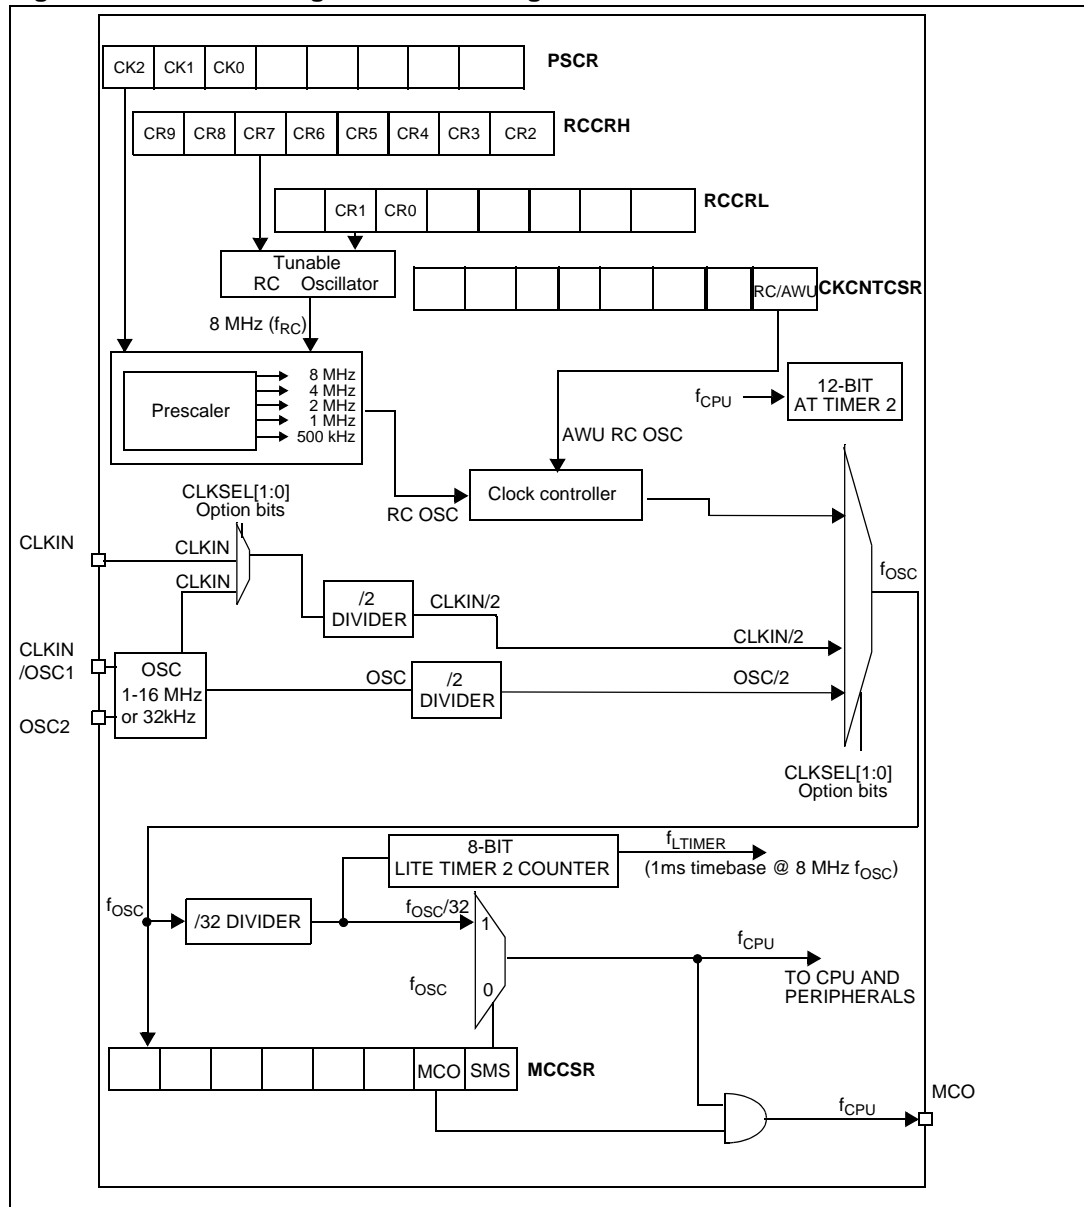 CK2 CK1 CK0 PSCR
CR9 CR8 CR7 CR6 CR5 CR4 CR3 CR2 RCCRH
CR1 CR0 RCCRL
Tunable
RC Oscillator
RC/AWU CKCNTCSR
8 MHz (fRC)
8 MHz
4 MHz
2 MHz
1 MHz
500 kHz
Prescaler
fCPU
12-BIT
AT TIMER 2
AWU RC OSC
Clock controller
RC OSC
CLKSEL[1:0]
Option bits
CLKIN
CLKIN
CLKIN
/2
DIVIDER
CLKIN/2
CLKIN/2
fOSC
CLKIN
/OSC1
OSC2
OSC
1-16 MHz
or 32kHz
OSC
/2
DIVIDER
OSC/2
CLKSEL[1:0]
Option bits
8-BIT
LITE TIMER 2 COUNTER
fLTIMER
(1ms timebase @ 8 MHz fOSC)
fOSC
/32 DIVIDER
fOSC/32
1
fOSC
0
fCPU
TO CPU AND
PERIPHERALS
MCO SMS MCCSR
fCPU
MCO